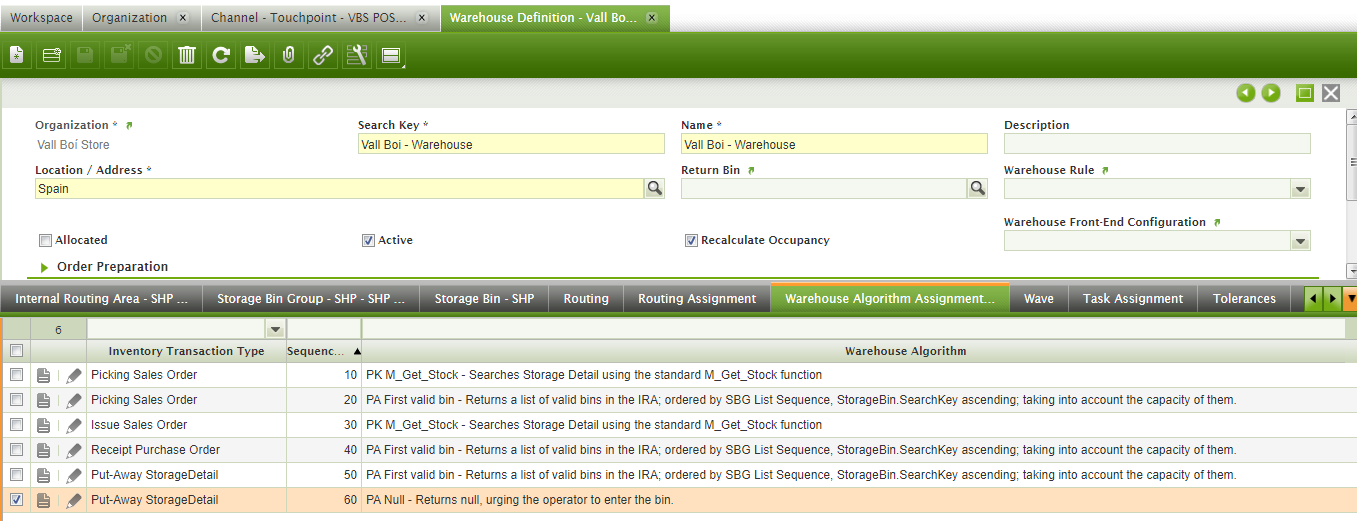 Workspace Organization x Channel - Touchpoint - VBS POS... x Warehouse Definition - Vall Bo... x
Organization * Search Key * Name * Description
Vall Boí Store Vall Boi - Warehouse Vall Boi - Warehouse
Location / Address * Return Bin Warehouse Rule
Spain
Warehouse Front-End Configuration
Allocated Active Recalculate Occupancy
Order Preparation
Internal Routing Area - SHP ... Storage Bin Group - SHP - SHP ... Storage Bin - SHP Routing Routing Assignment Warehouse Algorithm Assignment... Wave Task Assignment Tolerances
6
Inventory Transaction Type Sequenc... Warehouse Algorithm
Picking Sales Order 10 PK M_Get_Stock - Searches Storage Detail using the standard M_Get_Stock function
Picking Sales Order 20 PA First valid bin - Returns a list of valid bins in the IRA; ordered by SBG List Sequence, StorageBin.SearchKey ascending; taking into account the capacity of them.
Issue Sales Order 30 PK M_Get_Stock - Searches Storage Detail using the standard M_Get_Stock function
Receipt Purchase Order 40 PA First valid bin - Returns a list of valid bins in the IRA; ordered by SBG List Sequence, StorageBin.SearchKey ascending; taking into account the capacity of them.
Put-Away StorageDetail 50 PA First valid bin - Returns a list of valid bins in the IRA; ordered by SBG List Sequence, StorageBin.SearchKey ascending; taking into account the capacity of them.
Put-Away StorageDetail 60 PA Null - Returns null, urging the operator to enter the bin.